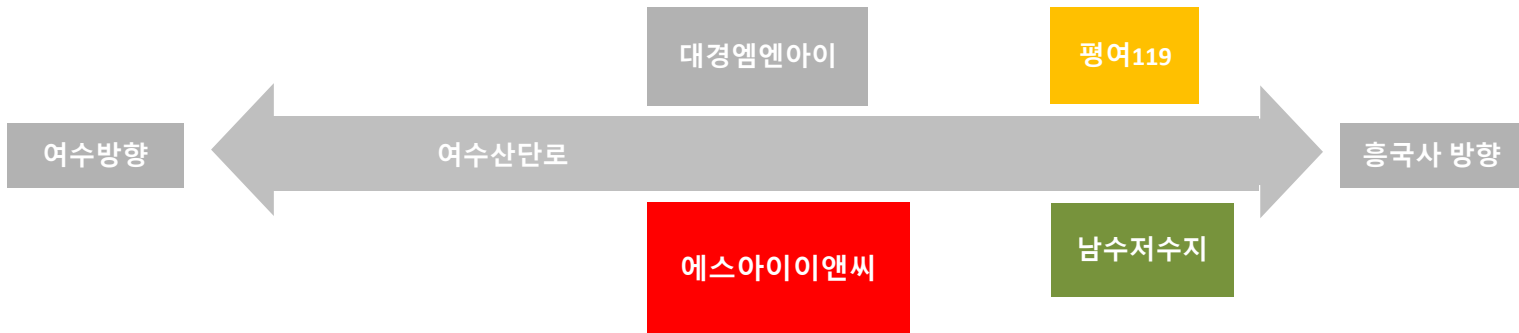 대경엠엔아이
평여119
여수방향
여수산단로
흥국사 방향
에스아이이앤씨
남수저수지